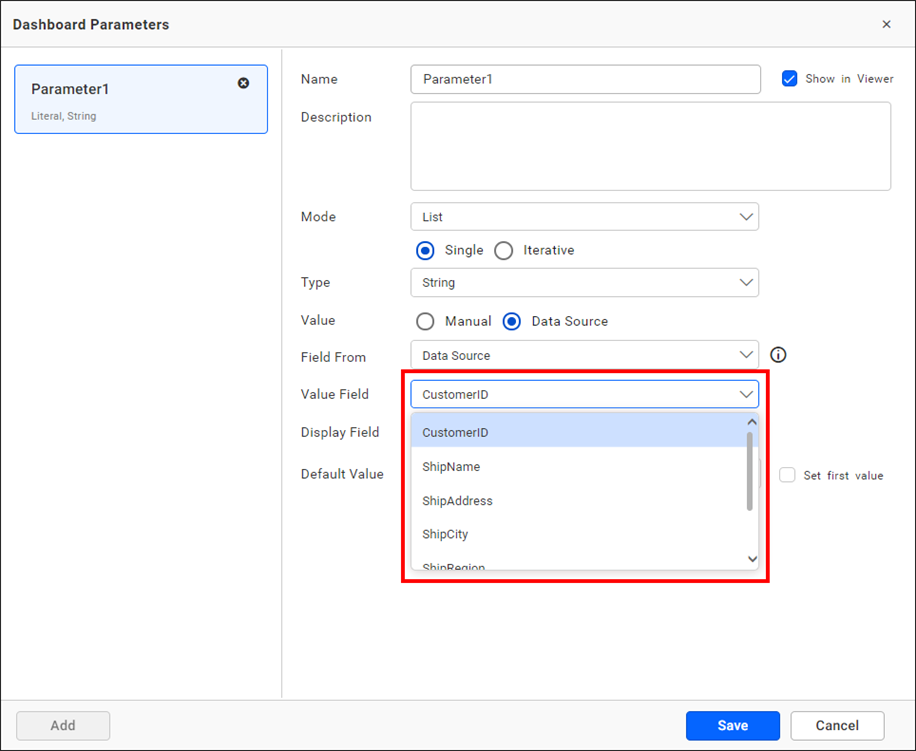 Dashboard Parameters
Parameter1
Literal, String
Name
Parameter1
Show in Viewer
Description
Mode
List
Single
Iterative
Type
String
Value
Manual
Data Source
Field From
Data Source
Value Field
CustomerID
Display Field
CustomerID
Default Value
ShipName
Set first value
ShipAddress
ShipCity
ShipRegion
Add
Save
Cancel